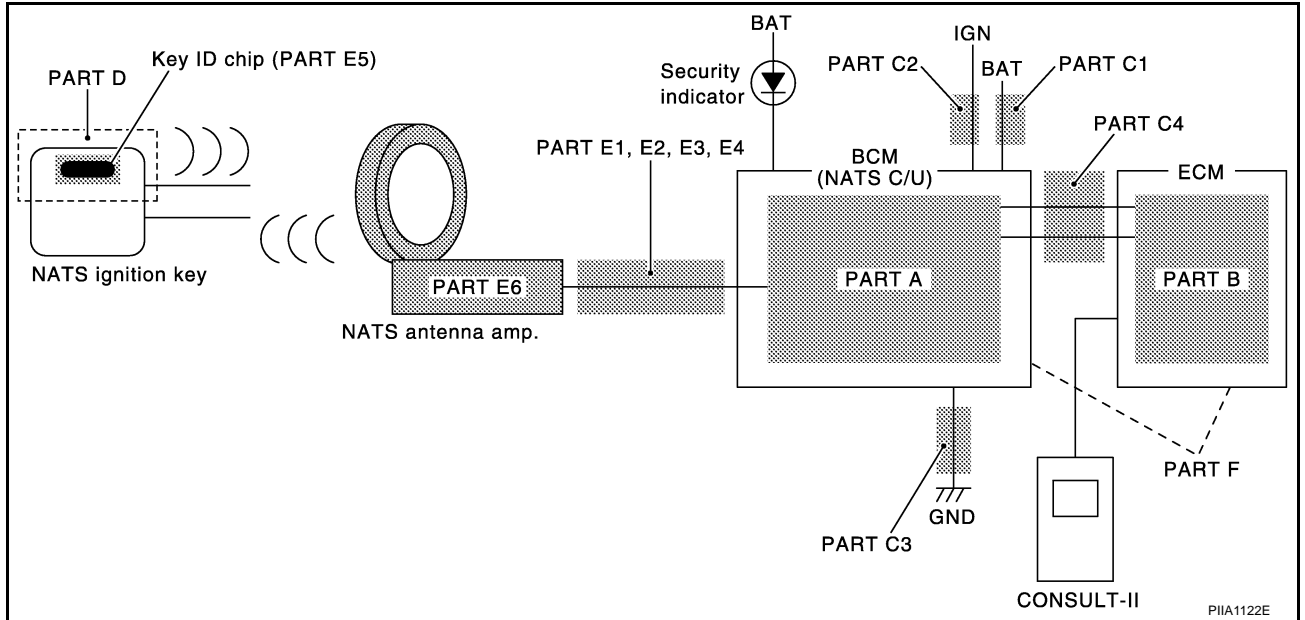 BAT
IGN
Key ID chip (PART E5)
PART D
Security
indicator
PART C2
BAT
PART C1
PART C4
PART E1, E2, E3, E4
BCM
(NATS C/U)
ECM
NATS ignition key
PART E6
PART A
PART B
NATS antenna amp.
PART F
GND
PART C3
CONSULT-II
PIIA1122E